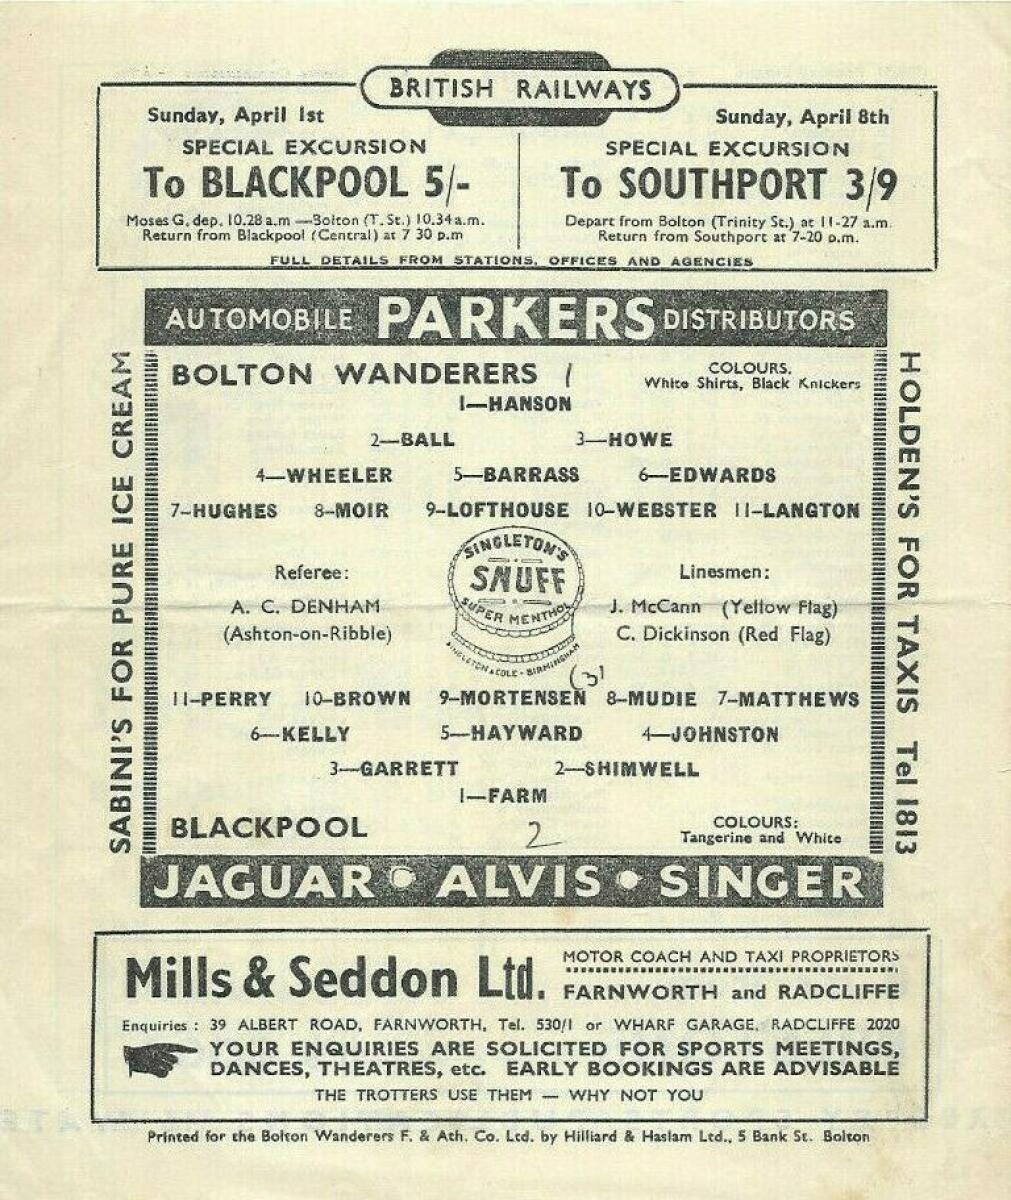 BRITISH RAILWAYS
Sunday, April 1st
SPECIAL EXCURSION
To BLACKPOOL 5/-
Moses G. dep. 10.28 a.m —Bolton (T. St.) 10.34 a.m.
Return from Blackpool (Central) at 7 30 p.m
Sunday, April 8th
SPECIAL EXCURSION
To SOUTHPORT 3/9
Depart from Bolton (Trinity St.) at 11-27 a.m.
Return from Southport at 7-20 p.m.
FULL DETAILS FROM STATIONS, OFFICES AND AGENCIES
AUTOMOBILE PARKERS DISTRIBUTORS
SABINI'S FOR PURE ICE CREAM
HOLDEN'S FOR TAXIS Tel 1813
BOLTON WANDERERS 1
COLOURS.
White Shirts, Black Knickers
1—HANSON
2—BALL 3—HOWE
4—WHEELER 5—BARRASS 6—EDWARDS
7-HUGHES 8-MOIR 9-LOFTHOUSE 10-WEBSTER 11-LANGTON
Referee:
A. C. DENHAM
(Ashton-on-Ribble)
SINGLETON'S
SNUFF
SUPER MENTHOL
SINGLETON & COLE - BIRMINGHAM
Linesmen:
J. McCann (Yellow Flag)
C. Dickinson (Red Flag)
(3)
11-PERRY 10-BROWN 9-MORTENSEN 8-MUDIE 7-MATTHEWS
6—KELLY 5—HAYWARD 4—JOHNSTON
3—GARRETT 2—SHIMWELL
1—FARM
BLACKPOOL 2
COLOURS:
Tangerine and White
JAGUAR • ALVIS • SINGER
Mills & Seddon Ltd.
MOTOR COACH AND TAXI PROPRIETORS
FARNWORTH and RADCLIFFE
Enquiries : 39 ALBERT ROAD, FARNWORTH, Tel. 530/1 or WHARF GARAGE, RADCLIFFE 2020
YOUR ENQUIRIES ARE SOLICITED FOR SPORTS MEETINGS,
DANCES, THEATRES, etc. EARLY BOOKINGS ARE ADVISABLE
THE TROTTERS USE THEM — WHY NOT YOU
Printed for the Bolton Wanderers F. & Ath. Co. Ltd. by Hilliard & Haslam Ltd., 5 Bank St. Bolton